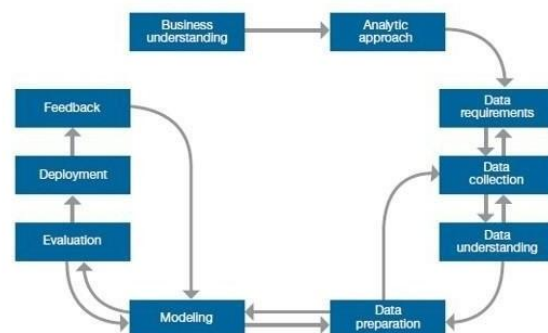 Business
understanding
Analytic
approach
Feedback
Data
requirements
Deployment
Data
collection
Evaluation
Data
understanding
Modeling
Data
preparation